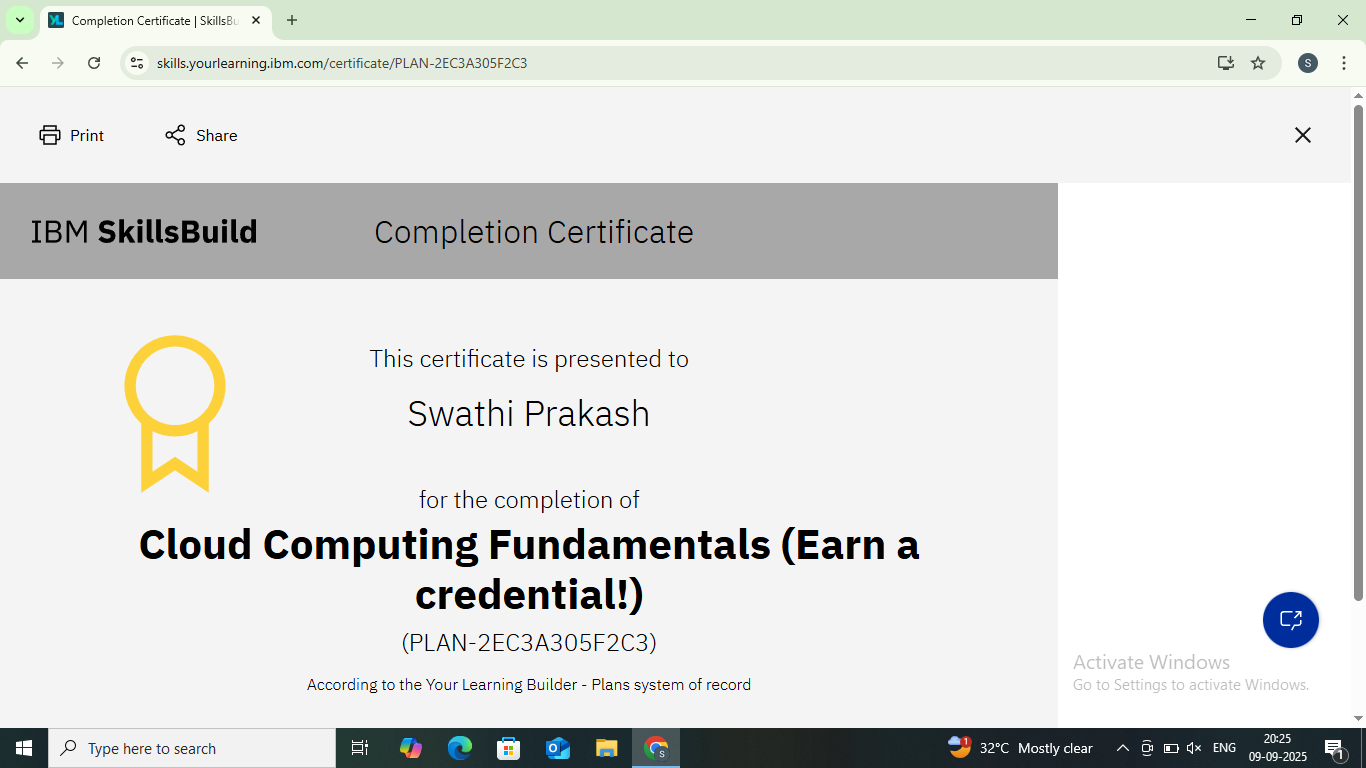 Completion Certificate | SkillsBu
skills.yourlearning.ibm.com/certificate/PLAN-2EC3A305F2C3
S
Print
Share
IBM SkillsBuild
Completion Certificate
This certificate is presented to
Swathi Prakash
for the completion of
Cloud Computing Fundamentals (Earn a
credential!)
(PLAN-2EC3A305F2C3)
According to the Your Learning Builder - Plans system of record
Activate Windows
Go to Settings to activate Windows.
Type here to search
1
32°C Mostly clear
ENG
20:25
09-09-2025
1